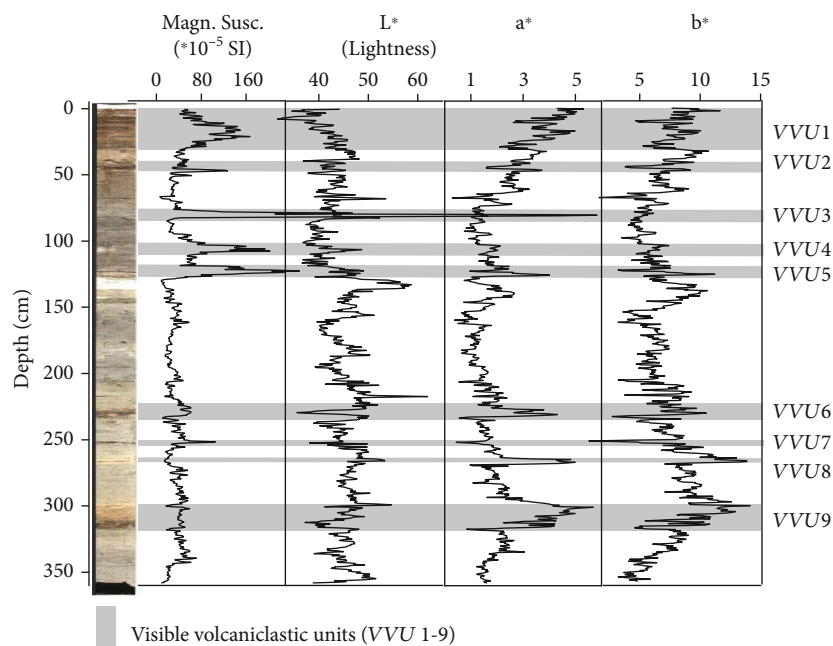 Magn. Susc. L* a* b*
(*10⁻⁵ SI) (Lightness)
0 80 160 40 50 60 1 3 5 5 10 15
0
VVU1
VVU2
50
VVU3
100
VVU4
VVU5
150
200
VVU6
250
VVU7
VVU8
300
VVU9
350
Depth (cm)
Visible volcaniclastic units (VVU 1-9)